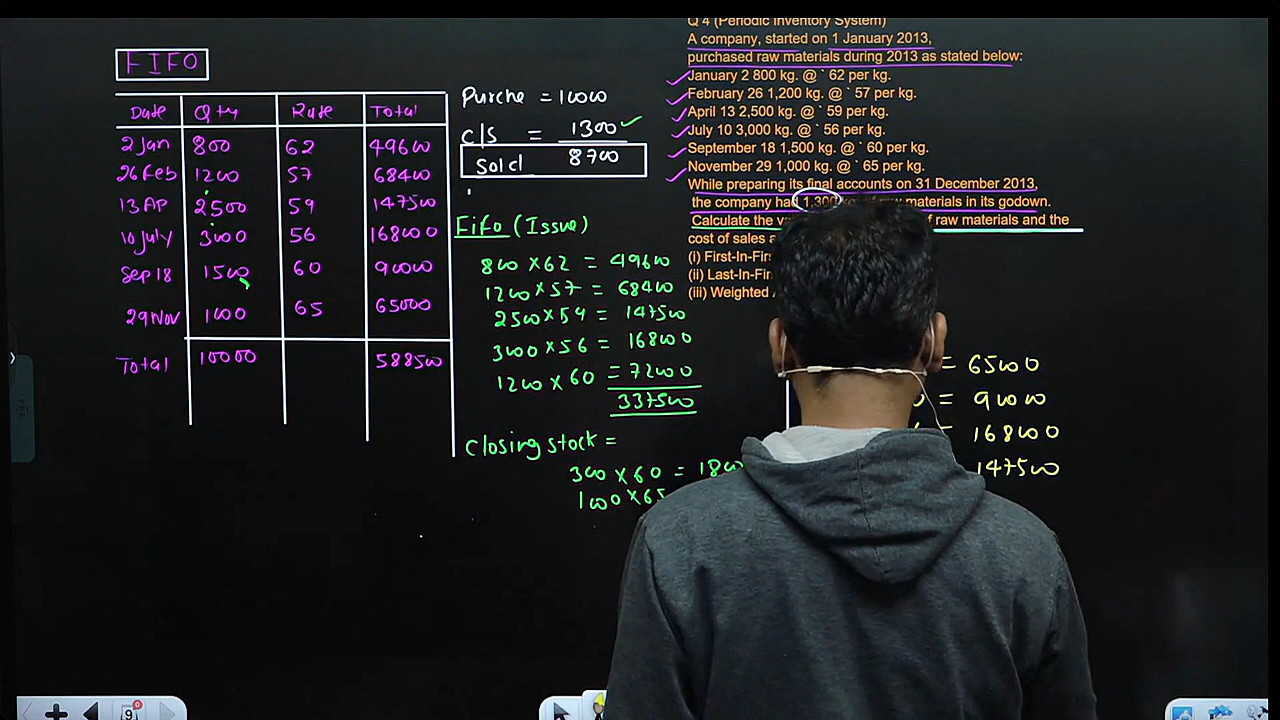 FIFO
Date Qty Rate Total
2 Jan 800 62 49600
26 Feb 1200 57 68400
13 AP 2500 59 147500
10 July 3000 56 168000
Sep 18 1500 60 90000
29 Nov 1000 65 65000
Total 10000 588500
Purche = 10000
C/S = 1300
Sold 8700
Fifo (Issue)
800 x 62 = 49600
1200 x 57 = 68400
2500 x 59 = 147500
3000 x 56 = 168000
1200 x 60 = 72000
337500
Closing stock =
300 x 60 = 1800
1000 x 65
Q 4 (Periodic Inventory System)
A company, started on 1 January 2013,
purchased raw materials during 2013 as stated below:
January 2 800 kg. @ ` 62 per kg.
February 26 1,200 kg. @ ` 57 per kg.
April 13 2,500 kg. @ ` 59 per kg.
July 10 3,000 kg. @ ` 56 per kg.
September 18 1,500 kg. @ ` 60 per kg.
November 29 1,000 kg. @ ` 65 per kg.
While preparing its final accounts on 31 December 2013,
the company had 1,300 materials in its godown.
Calculate the of raw materials and the
cost of sales
(i) First-In-Fir
(ii) Last-In-Fir
(iii) Weighted
= 65000
= 90000
= 168000
147500
9